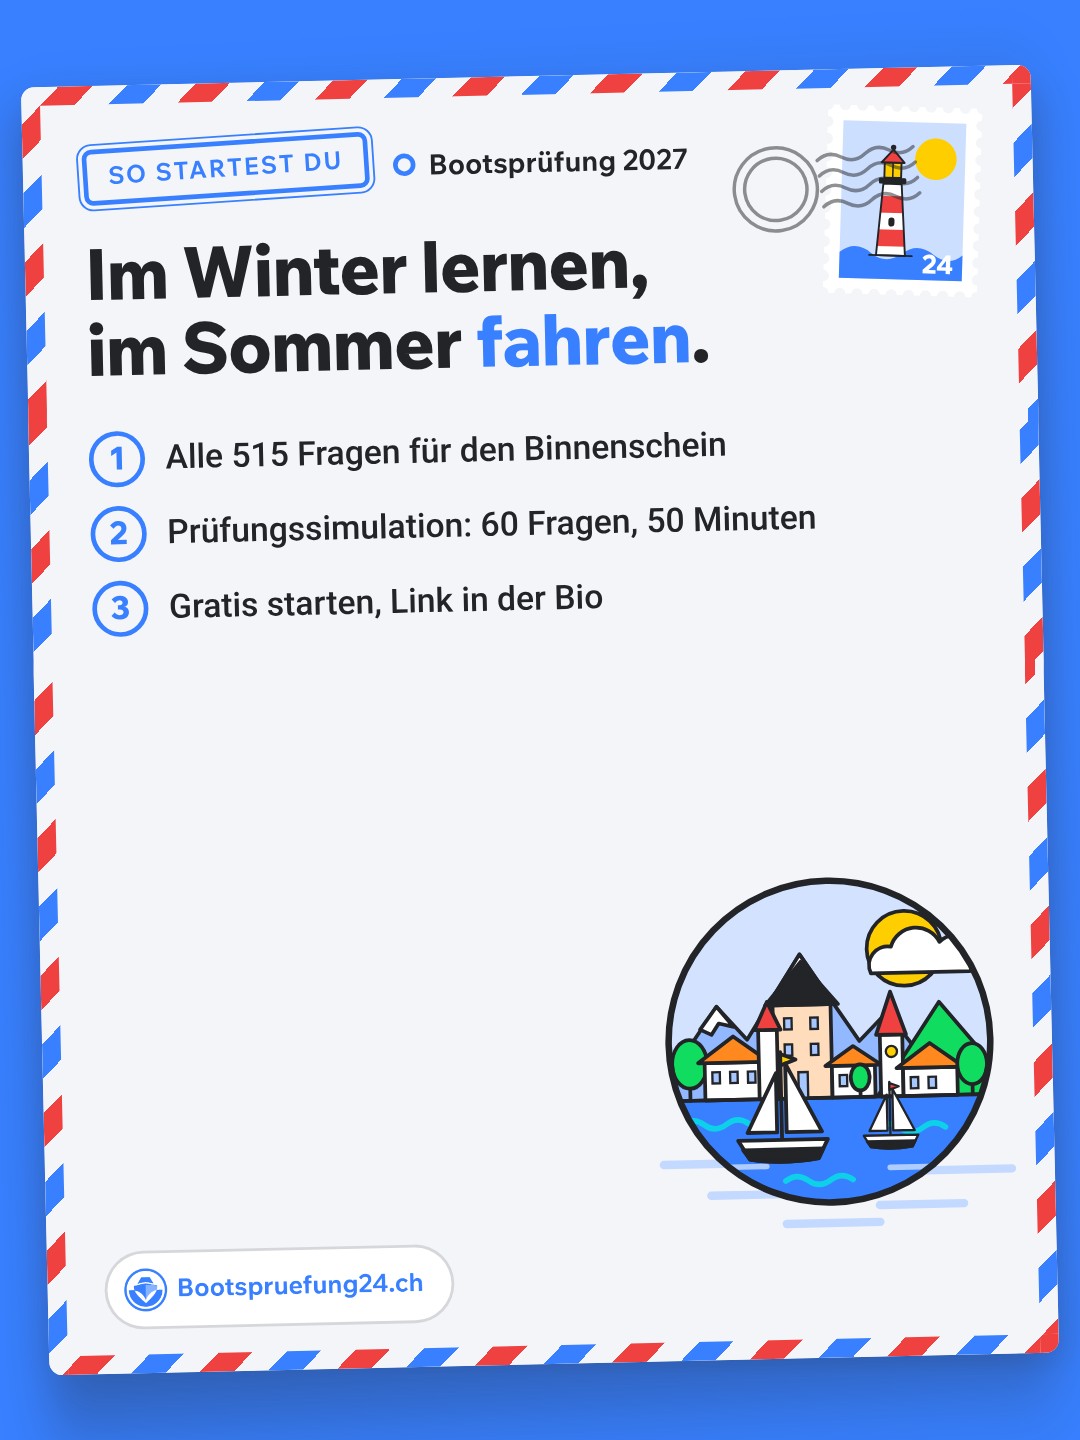 SO STARTEST DU
Bootsprüfung 2027
24
Im Winter lernen,
im Sommer fahren.
1 Alle 515 Fragen für den Binnenschein
2 Prüfungssimulation: 60 Fragen, 50 Minuten
3 Gratis starten, Link in der Bio
Bootspruefung24.ch